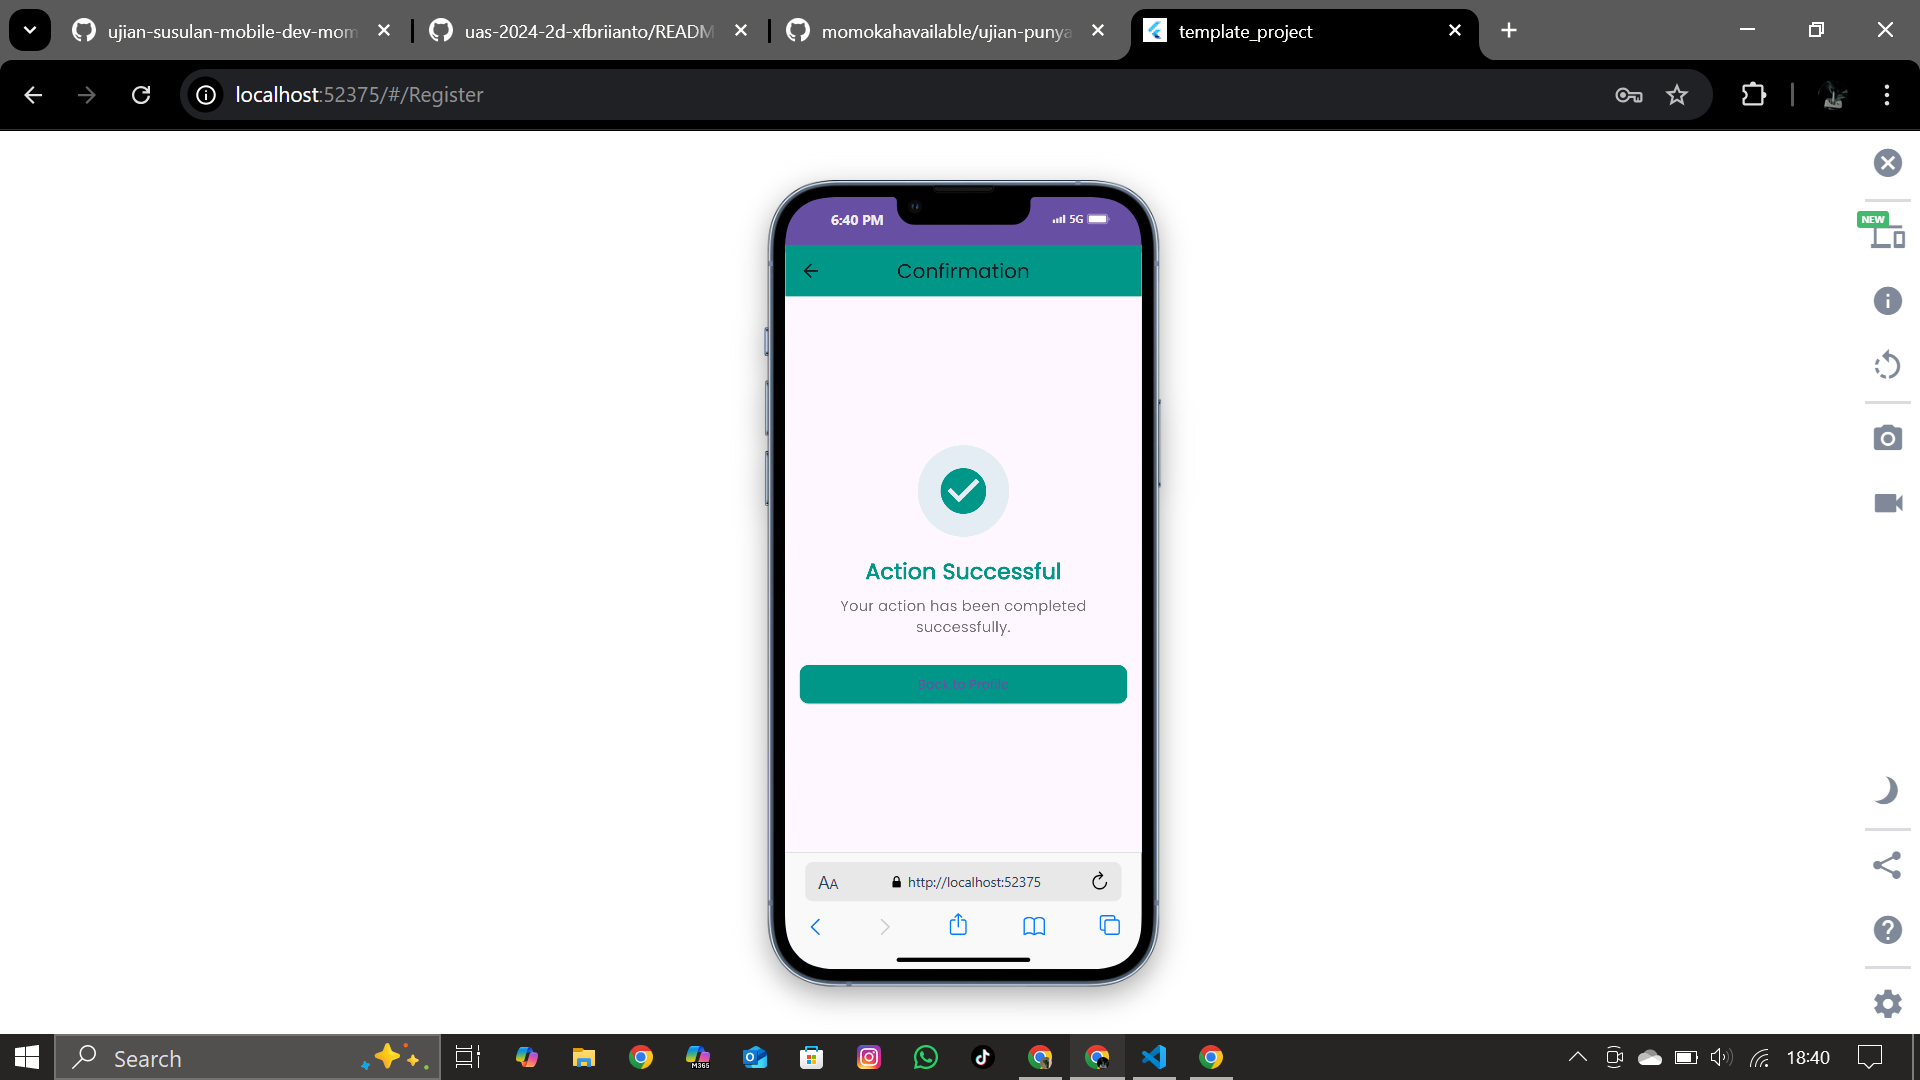 ujian-susulan-mobile-dev-mom
uas-2024-2d-xfbriianto/READM
momokahavailable/ujian-punya
template_project
localhost:52375/#/Register
NEW
6:40 PM
5G
Confirmation
Action Successful
Your action has been completed
successfully.
Back to Profile
AA
http://localhost:52375
Search
M365
18:40